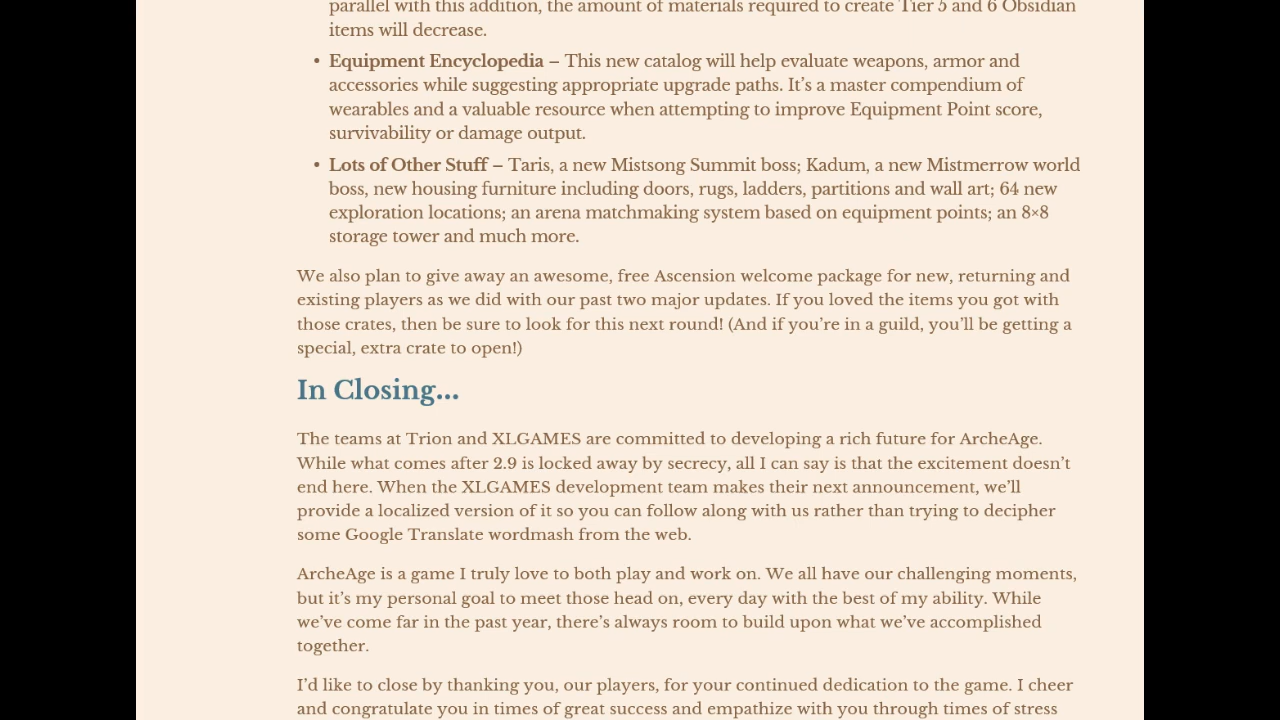 parallel with this addition, the amount of materials required to create Tier 5 and 6 Obsidian
items will decrease.
• Equipment Encyclopedia – This new catalog will help evaluate weapons, armor and
accessories while suggesting appropriate upgrade paths. It’s a master compendium of
wearables and a valuable resource when attempting to improve Equipment Point score,
survivability or damage output.
• Lots of Other Stuff – Taris, a new Mistsong Summit boss; Kadum, a new Mistmerrow world
boss, new housing furniture including doors, rugs, ladders, partitions and wall art; 64 new
exploration locations; an arena matchmaking system based on equipment points; an 8×8
storage tower and much more.
We also plan to give away an awesome, free Ascension welcome package for new, returning and
existing players as we did with our past two major updates. If you loved the items you got with
those crates, then be sure to look for this next round! (And if you’re in a guild, you’ll be getting a
special, extra crate to open!)
In Closing...
The teams at Trion and XLGAMES are committed to developing a rich future for ArcheAge.
While what comes after 2.9 is locked away by secrecy, all I can say is that the excitement doesn’t
end here. When the XLGAMES development team makes their next announcement, we’ll
provide a localized version of it so you can follow along with us rather than trying to decipher
some Google Translate wordmash from the web.
ArcheAge is a game I truly love to both play and work on. We all have our challenging moments,
but it’s my personal goal to meet those head on, every day with the best of my ability. While
we’ve come far in the past year, there’s always room to build upon what we’ve accomplished
together.
I’d like to close by thanking you, our players, for your continued dedication to the game. I cheer
and congratulate you in times of great success and empathize with you through times of stress